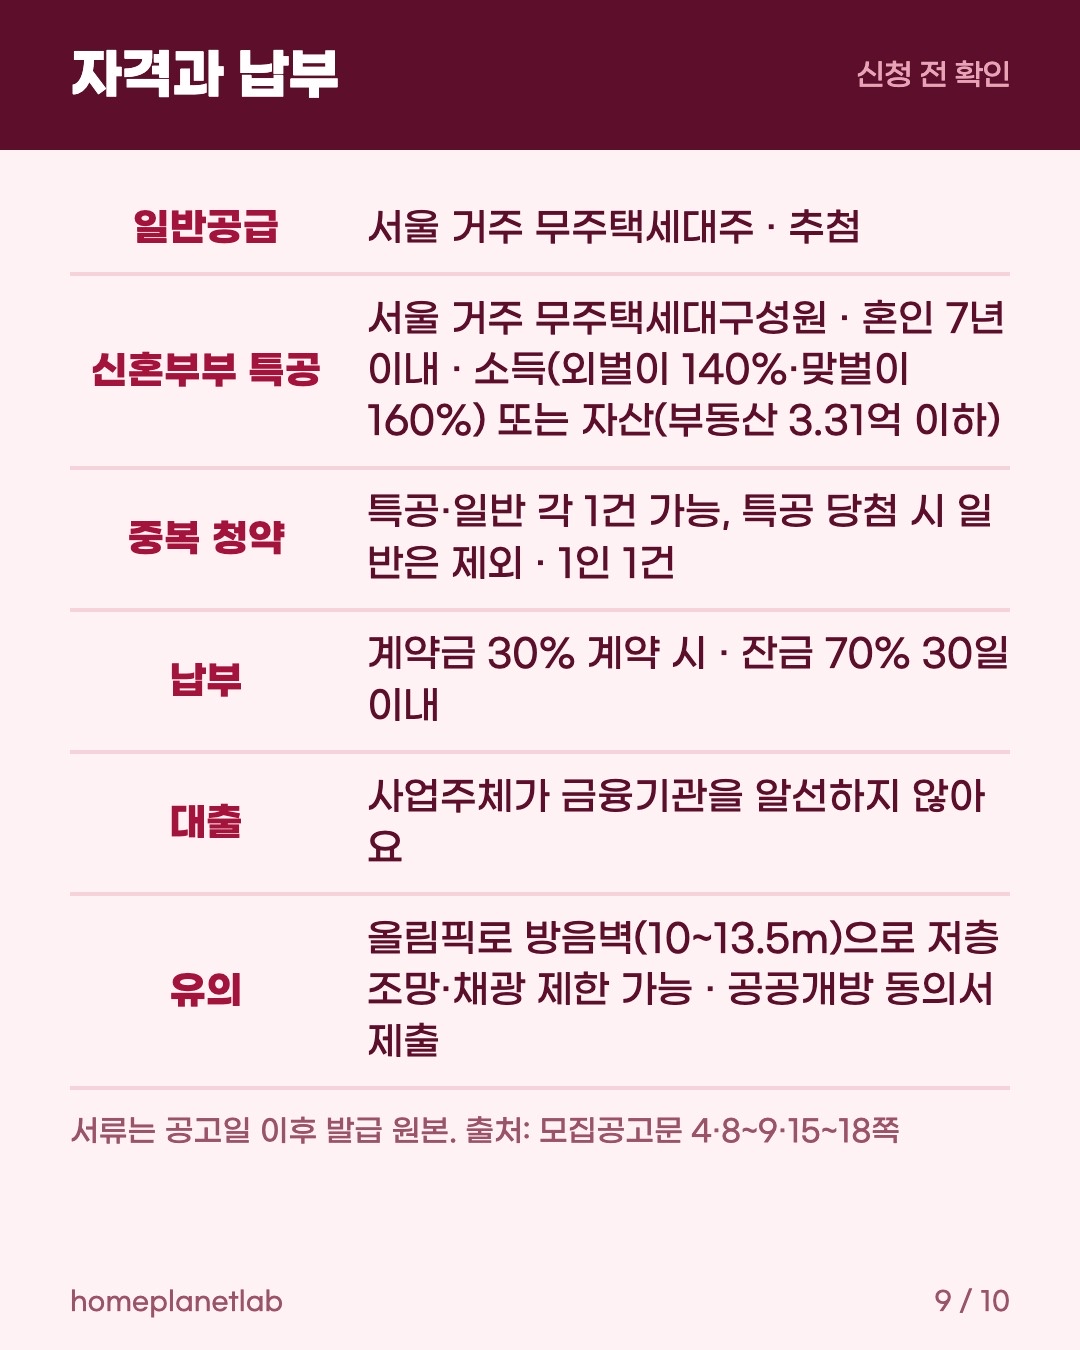 자격과 납부
신청 전 확인
일반공급
서울 거주 무주택세대주 · 추첨
신혼부부 특공
서울 거주 무주택세대구성원 · 혼인 7년
이내 · 소득(외벌이 140%·맞벌이
160%) 또는 자산(부동산 3.31억 이하)
중복 청약
특공·일반 각 1건 가능, 특공 당첨 시 일
반은 제외 · 1인 1건
납부
계약금 30% 계약 시 · 잔금 70% 30일
이내
대출
사업주체가 금융기관을 알선하지 않아
요
유의
올림픽로 방음벽(10~13.5m)으로 저층
조망·채광 제한 가능 · 공공개방 동의서
제출
서류는 공고일 이후 발급 원본. 출처: 모집공고문 4·8~9·15~18쪽
homeplanetlab
9 / 10